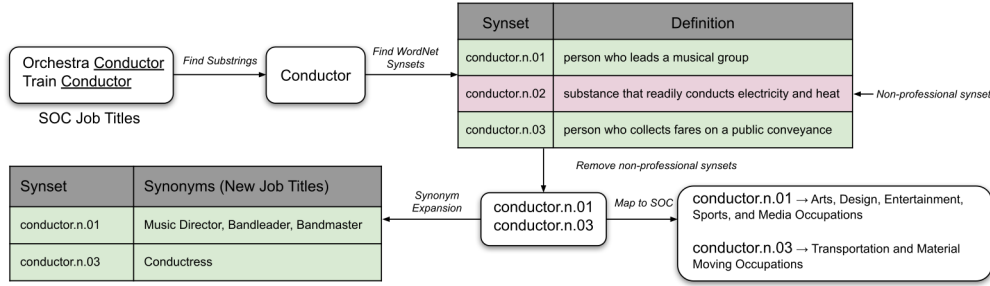 Orchestra Conductor
Train Conductor
SOC Job Titles
Find Substrings
Conductor
Find WordNet
Synsets
Synset Definition
conductor.n.01 person who leads a musical group
conductor.n.02 substance that readily conducts electricity and heat
Non-professional synset
conductor.n.03 person who collects fares on a public conveyance
Remove non-professional synsets
Synset Synonyms (New Job Titles)
conductor.n.01 Music Director, Bandleader, Bandmaster
conductor.n.03 Conductress
Synonym
Expansion
conductor.n.01
conductor.n.03
Map to SOC
conductor.n.01 → Arts, Design, Entertainment,
Sports, and Media Occupations
conductor.n.03 → Transportation and Material
Moving Occupations